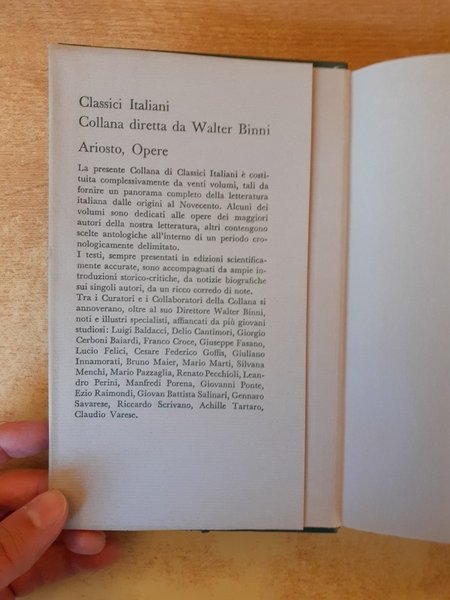 Classici Italiani
Collana diretta da Walter Binni
Ariosto, Opere
La presente Collana di Classici Italiani è costi-
tuita complessivamente da venti volumi, tali da
fornire un panorama completo della letteratura
italiana dalle origini al Novecento. Alcuni dei
volumi sono dedicati alle opere dei maggiori
autori della nostra letteratura, altri contengono
scelte antologiche all'interno di un periodo cro-
nologicamente delimitato.
I testi, sempre presentati in edizioni scientifica-
mente accurate, sono accompagnati da ampie in-
troduzioni storico-critiche, da notizie biografiche
sui singoli autori, da un ricco corredo di note.
Tra i Curatori e i Collaboratori della Collana si
annoverano, oltre al suo Direttore Walter Binni,
noti e illustri specialisti, affiancati da più giovani
studiosi: Luigi Baldacci, Delio Cantimori, Giorgio
Cerboni Baiardi, Franco Croce, Giuseppe Fasano,
Lucio Felici, Cesare Federico Goffis, Giuliano
Innamorati, Bruno Maier, Mario Marti, Silvana
Menchi, Mario Pazzaglia, Renato Pecchioli, Lean-
dro Perini, Manfredi Porena, Giovanni Ponte,
Ezio Raimondi, Giovan Battista Salinari, Gennaro
Savarese, Riccardo Scrivano, Achille Tartaro,
Claudio Varese.